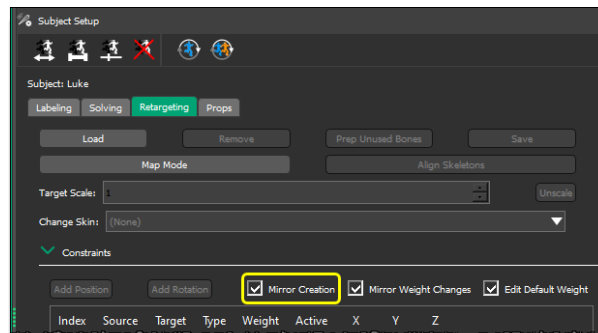 Subject Setup
Subject: Luke
Labeling Solving Retargeting Props
Load Remove Prep Unused Bones Save
Map Mode Align Skeletons
Target Scale: 1 Unscale
Change Skin: (None)
Constraints
Add Position Add Rotation Mirror Creation Mirror Weight Changes Edit Default Weight
Index Source Target Type Weight Active X Y Z